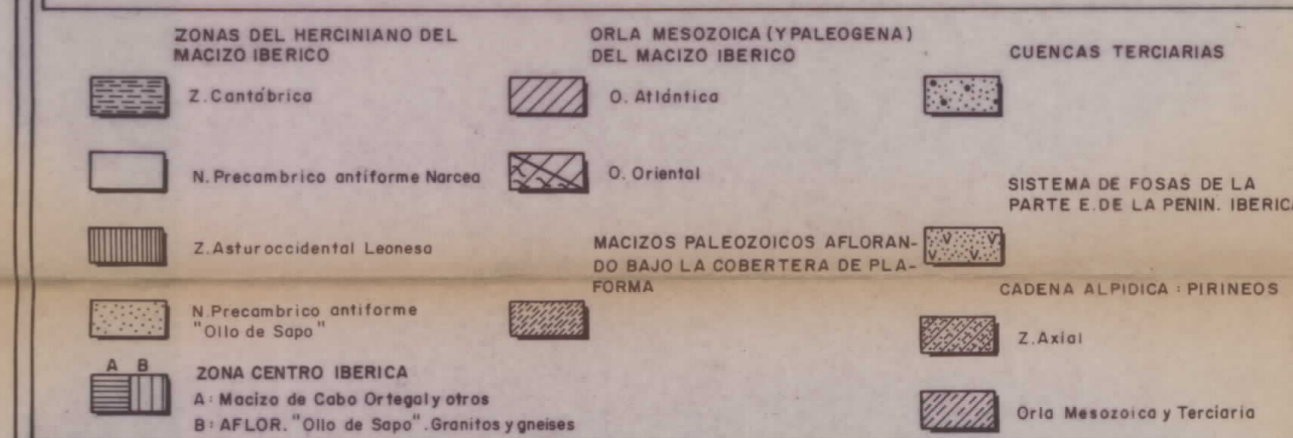 ZONAS DEL HERCINIANO DEL
MACIZO IBERICO
Z. Cantábrica
N. Precambrico antiforme Narcea
Z. Asturoccidental Leonesa
N. Precambrico antiforme
"Ollo de Sapo"
A B
ZONA CENTRO IBERICA
A: Macizo de Cabo Ortegal y otros
B: AFLOR. "Ollo de Sapo". Granitos y gneises
ORLA MESOZOICA (Y PALEOGENA)
DEL MACIZO IBERICO
O. Atlántica
O. Oriental
MACIZOS PALEOZOICOS AFLORAN-
DO BAJO LA COBERTERA DE PLA-
FORMA
CUENCAS TERCIARIAS
SISTEMA DE FOSAS DE LA
PARTE E. DE LA PENIN. IBERICA
CADENA ALPIDICA: PIRINEOS
Z. Axial
Orla Mesozoica y Terciaria